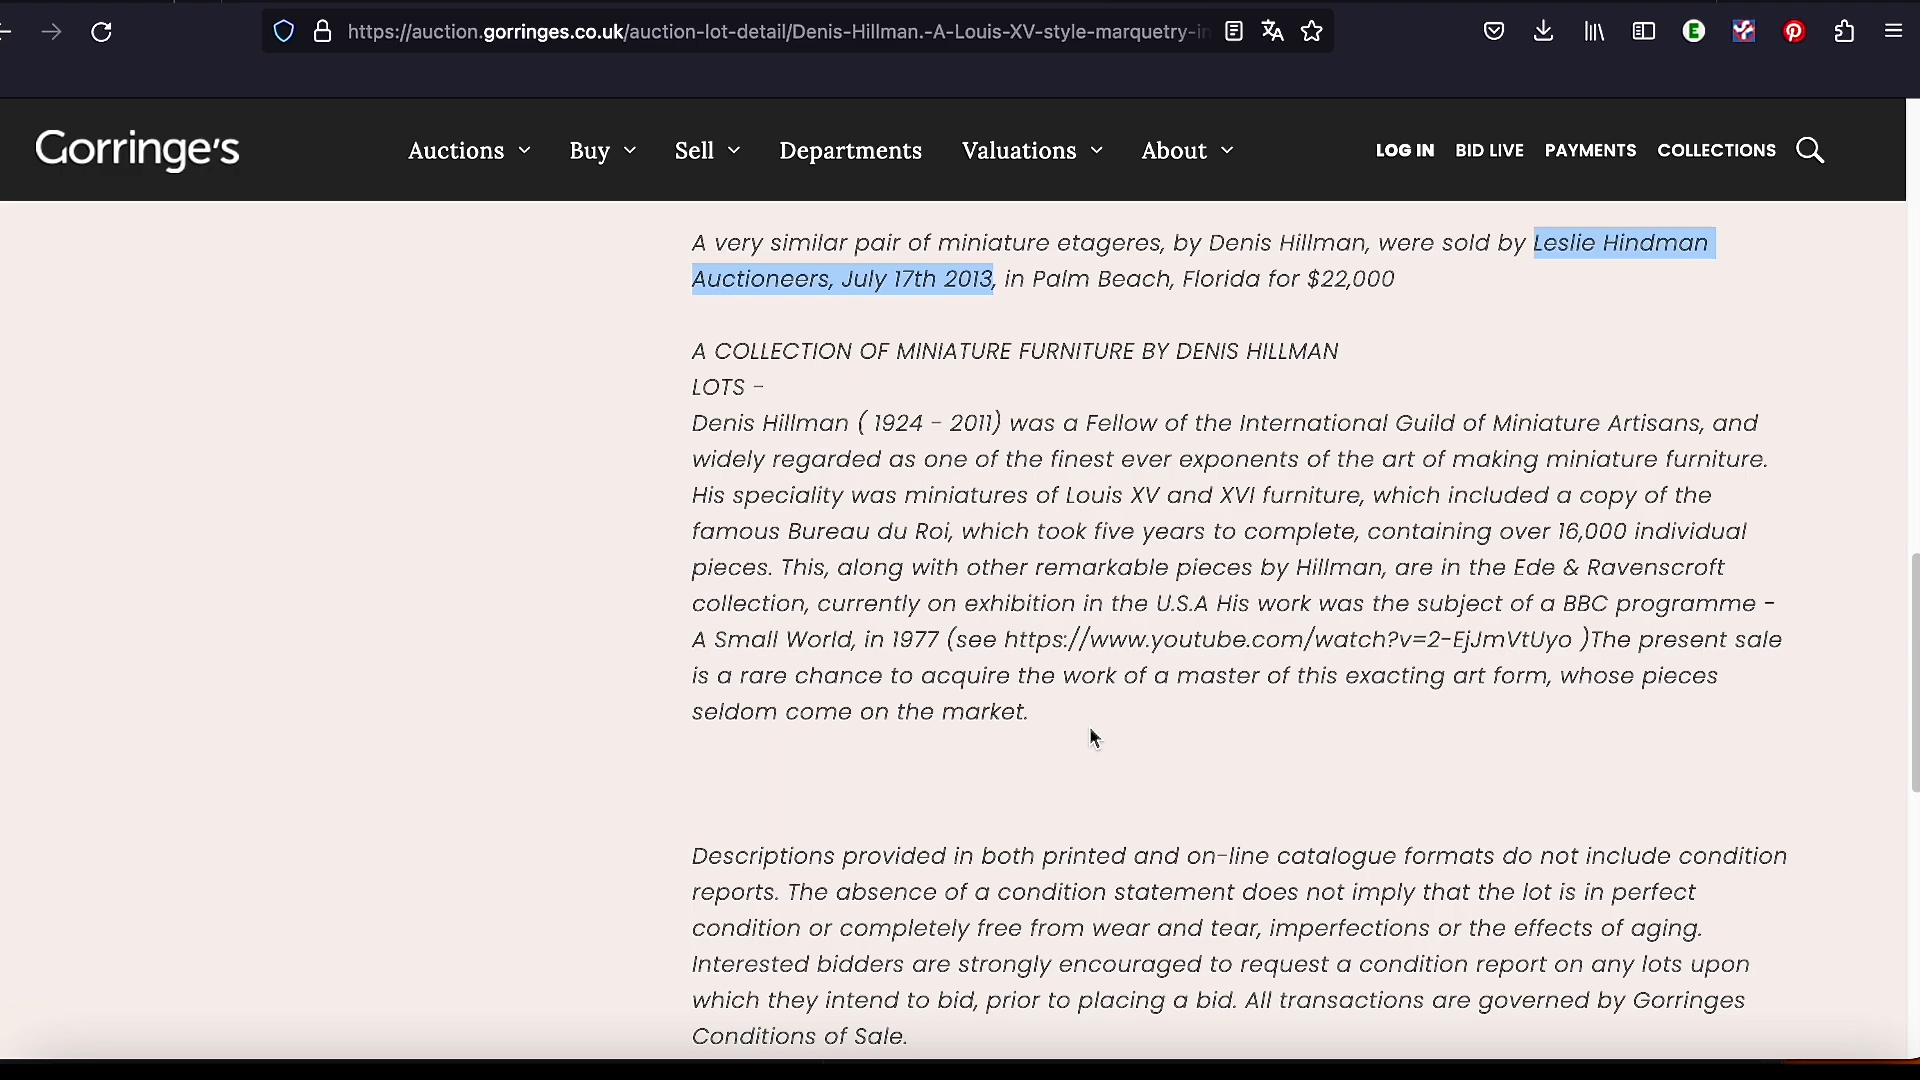 https://auction.gorringes.co.uk/auction-lot-detail/Denis-Hillman.-A-Louis-XV-style-marquetry-in
Gorringe's
Auctions
Buy
Sell
Departments
Valuations
About
LOG IN
BID LIVE
PAYMENTS
COLLECTIONS
A very similar pair of miniature etageres, by Denis Hillman, were sold by Leslie Hindman
Auctioneers, July 17th 2013, in Palm Beach, Florida for $22,000
A COLLECTION OF MINIATURE FURNITURE BY DENIS HILLMAN
LOTS -
Denis Hillman ( 1924 - 2011) was a Fellow of the International Guild of Miniature Artisans, and
widely regarded as one of the finest ever exponents of the art of making miniature furniture.
His speciality was miniatures of Louis XV and XVI furniture, which included a copy of the
famous Bureau du Roi, which took five years to complete, containing over 16,000 individual
pieces. This, along with other remarkable pieces by Hillman, are in the Ede & Ravenscroft
collection, currently on exhibition in the U.S.A His work was the subject of a BBC programme -
A Small World, in 1977 (see https://www.youtube.com/watch?v=2-EjJmVtUyo )The present sale
is a rare chance to acquire the work of a master of this exacting art form, whose pieces
seldom come on the market.
Descriptions provided in both printed and on-line catalogue formats do not include condition
reports. The absence of a condition statement does not imply that the lot is in perfect
condition or completely free from wear and tear, imperfections or the effects of aging.
Interested bidders are strongly encouraged to request a condition report on any lots upon
which they intend to bid, prior to placing a bid. All transactions are governed by Gorringes
Conditions of Sale.